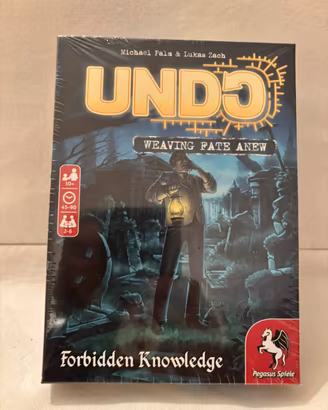 Michael Palm & Lukas Zach
UNDO
WEAVING FATE ANEW
10+
45-90
2-6
Forbidden Knowledge
Pegasus Spiele